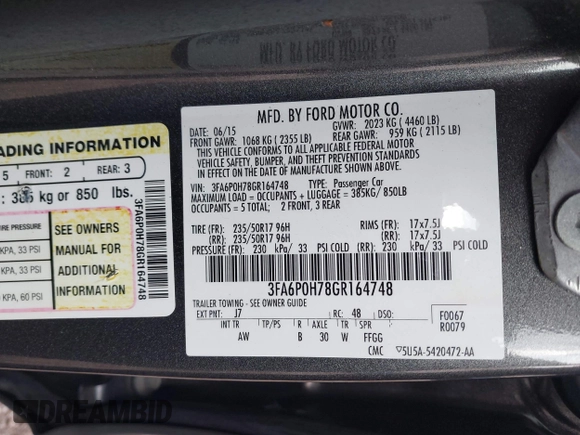 MFD. BY FORD MOTOR CO.
DATE: 06/15 GVWR: 2023 KG ( 4460 LB)
FRONT GAWR: 1068 KG ( 2355 LB) REAR GAWR: 959 KG ( 2115 LB)
THIS VEHICLE CONFORMS TO ALL APPLICABLE FEDERAL MOTOR
VEHICLE SAFETY, BUMPER, AND THEFT PREVENTION STANDARDS IN
EFFECT ON THE DATE OF MANUFACTURE SHOWN ABOVE.
VIN: 3FA6P0H78GR164748 TYPE: Passenger Car
MAXIMUM LOAD = OCCUPANTS + LUGGAGE = 385KG/ 850LB
OCCUPANTS = 5 TOTAL; 2 FRONT, 3 REAR
TIRE (FR): 235/50R17 96H RIMS (FR): 17x7.5J
(RR): 235/50R17 96H (RR): 17x7.5J
PRESSURE (FR): 230 kPa/ 33 PSI COLD (RR): 230 kPa/ 33 PSI COLD
3FA6P0H78GR164748
TRAILER TOWING - SEE OWNER GUIDE
EXT PNT: J7 RC: 48 DSO: F0067
INT TR TP/PS R AXLE TR SPR R0079
AW B 30 W FFGG
CMC 5U5A-5420472-AA
ADING INFORMATION
5 FRONT: 2 REAR: 3
kg or 850 lbs.
RE PRESSURE
KPA, 33 PSI
KPA, 33 PSI
KPA, 60 PSI
SEE OWNERS
MANUAL FOR
ADDITIONAL
INFORMATION
3FA6P0H78GR164748
DREAMBID